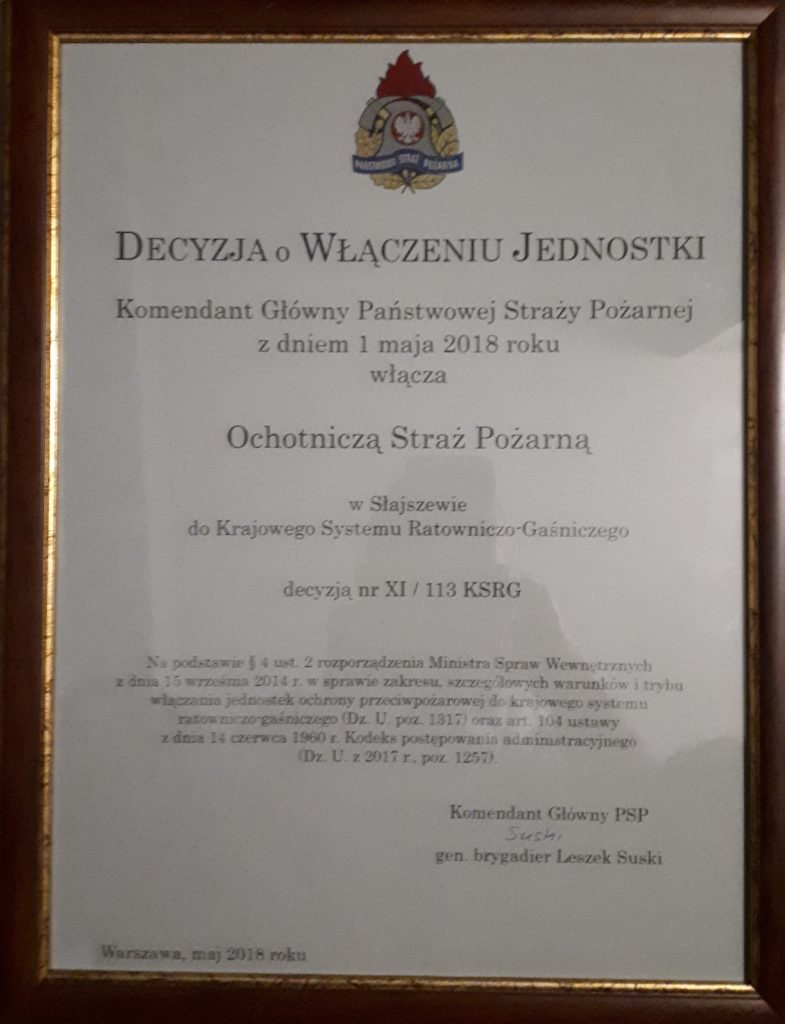 PAŃSTWOWA STRAŻ POŻARNA
DECYZJA o WŁĄCZENIU JEDNOSTKI
Komendant Główny Państwowej Straży Pożarnej
z dniem 1 maja 2018 roku
włącza
Ochotniczą Straż Pożarną
w Słajszewie
do Krajowego Systemu Ratowniczo-Gaśniczego
decyzją nr XI / 113 KSRG
Na podstawie § 4 ust. 2 rozporządzenia Ministra Spraw Wewnętrznych
z dnia 15 września 2014 r. w sprawie zakresu, szczegółowych warunków i trybu
włączania jednostek ochrony przeciwpożarowej do krajowego systemu
ratowniczo-gaśniczego (Dz. U. poz. 1317) oraz art. 104 ustawy
z dnia 14 czerwca 1960 r. Kodeks postępowania administracyjnego
(Dz. U. z 2017 r., poz. 1257).
Komendant Główny PSP
Suski
gen. brygadier Leszek Suski
Warszawa, maj 2018 roku